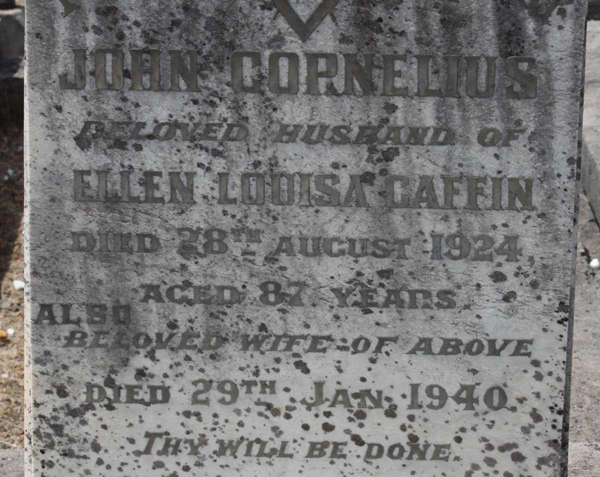 JOHN CORNELIUS
BELOVED HUSBAND OF
ELLEN LOUISA GAFFIN
DIED 28TH AUGUST 1924
AGED 87 YEARS
ALSO
BELOVED WIFE OF ABOVE
DIED 29TH JAN 1940
THY WILL BE DONE.